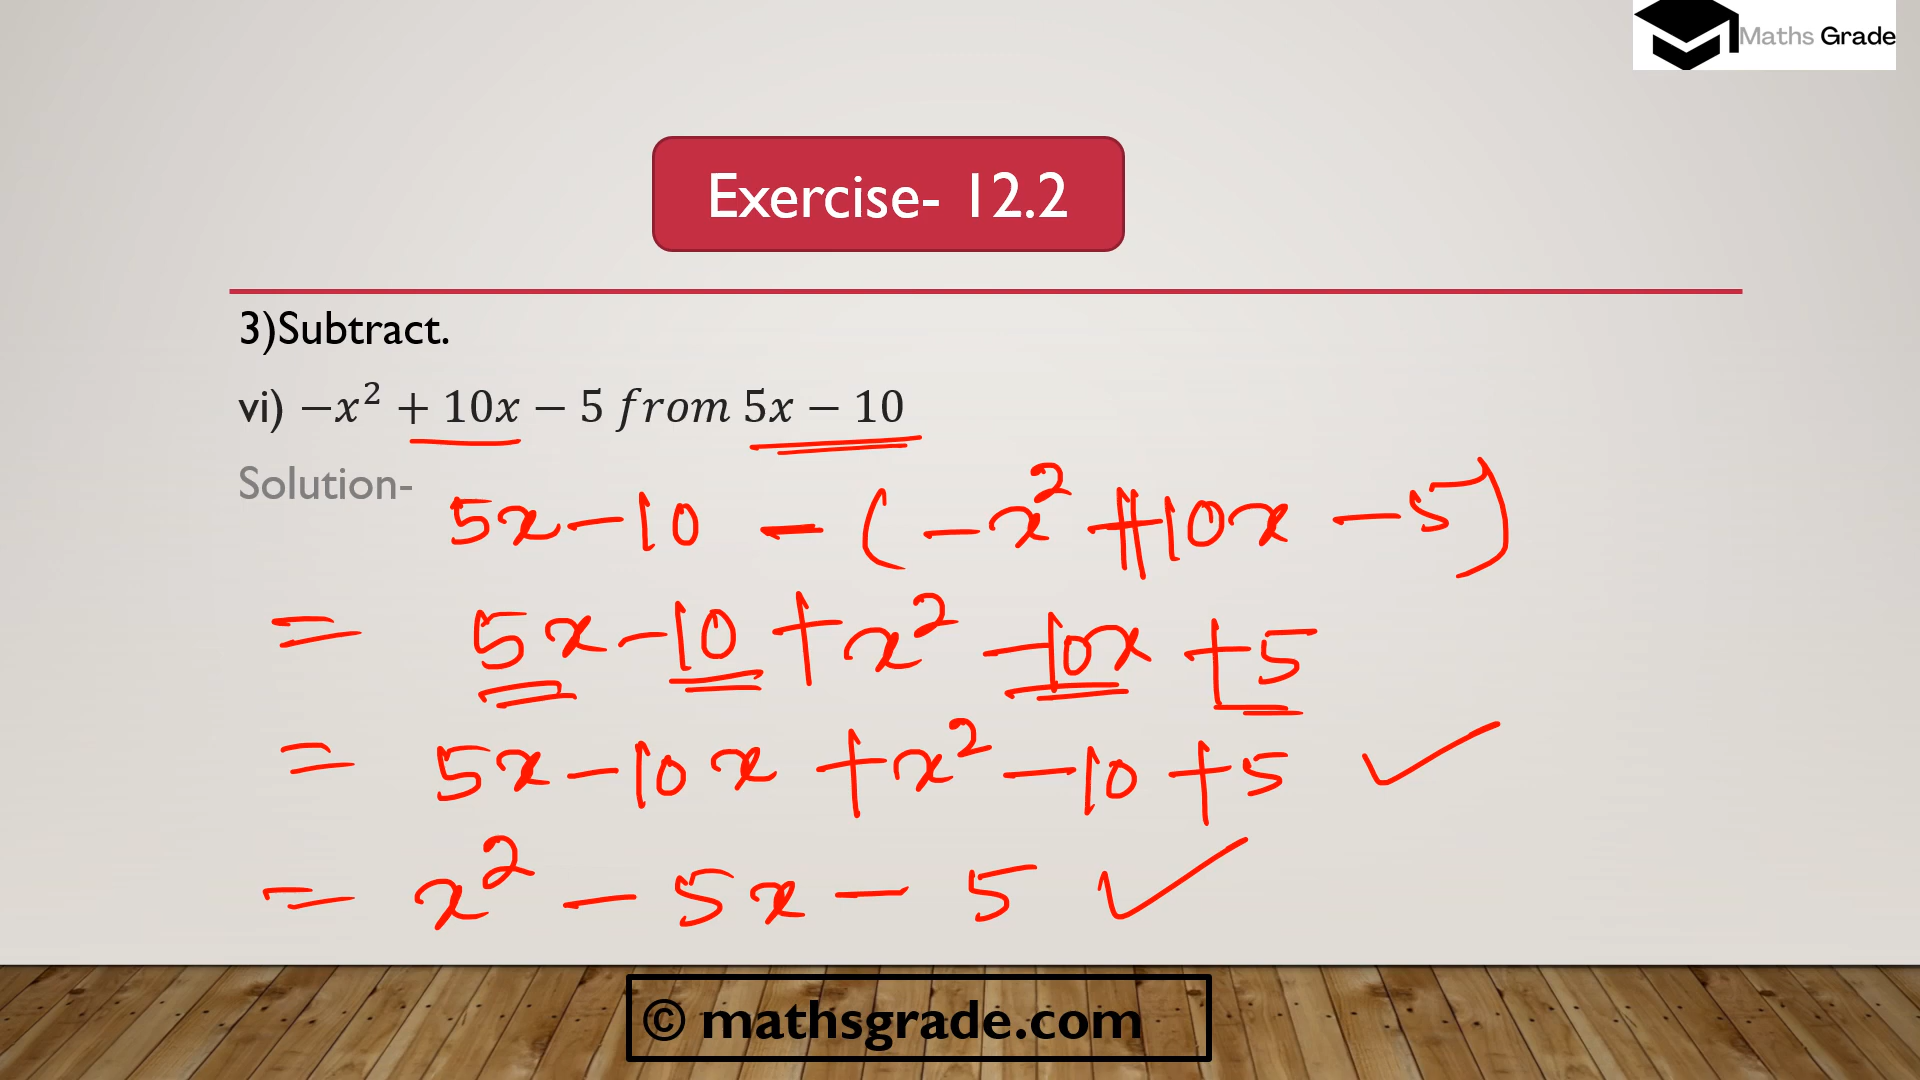 Maths Grade
Exercise- 12.2
3)Subtract.
vi) −x² + 10x − 5 from 5x − 10
Solution-
5x − 10 − (−x² + 10x − 5)
= 5x − 10 + x² − 10x + 5
= 5x − 10x + x² − 10 + 5 ✓
= x² − 5x − 5 ✓
© mathsgrade.com